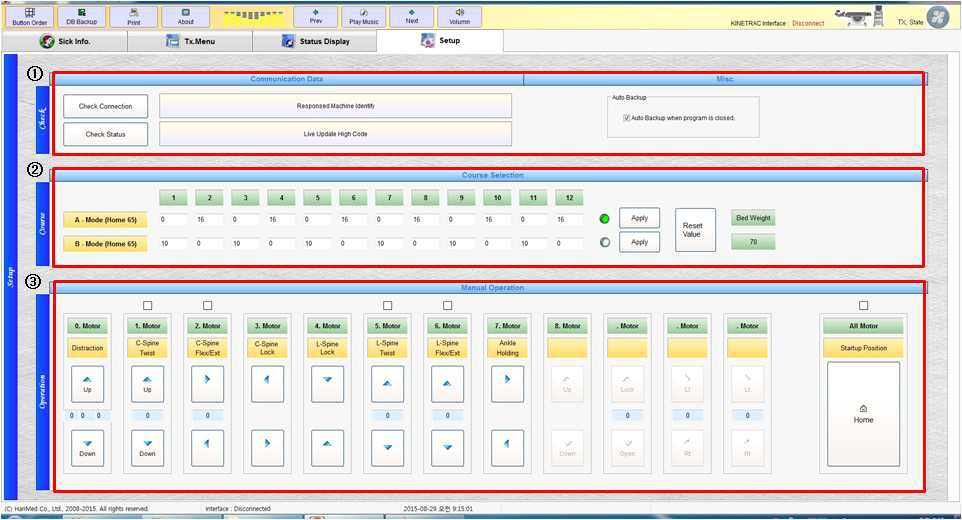 Button Order
DB Backup
Print
About
Prev
Play Music
Next
Volumn
KINETRAC Interface : Disconnect
TX. State
Sick Info.
Tx.Menu
Status Display
Setup
①
Communication Data
Misc.
Check
Check Connection
Responsed Machine Identify
Check Status
Live Update High Code
Auto Backup
Auto Backup when program is closed.
②
Course Selection
Course
1 2 3 4 5 6 7 8 9 10 11 12
A - Mode (Home 65) 0 16 0 16 0 16 0 16 0 16 0 16 Apply
B - Mode (Home 65) 10 0 10 0 10 0 10 0 10 0 10 0 Apply
Reset Value
Bed Weight
78
Setup
③
Manual Operation
Operation
0. Motor 1. Motor 2. Motor 3. Motor 4. Motor 5. Motor 6. Motor 7. Motor 8. Motor . Motor . Motor . Motor All Motor
Distraction C-Spine Twist C-Spine Flex/Ext C-Spine Lock L-Spine Lock L-Spine Twist L-Spine Flex/Ext Ankle Holding Startup Position
Up Up Up Lock Lt Lt
0 0 0 0 0 0 0 0 0 0
Home
Down Down Down Open Rt Rt
(C) HanMed Co., Ltd., 2008-2015. All rights reserved.
Interface : Disconnected
2015-08-29 오전 9:15:01